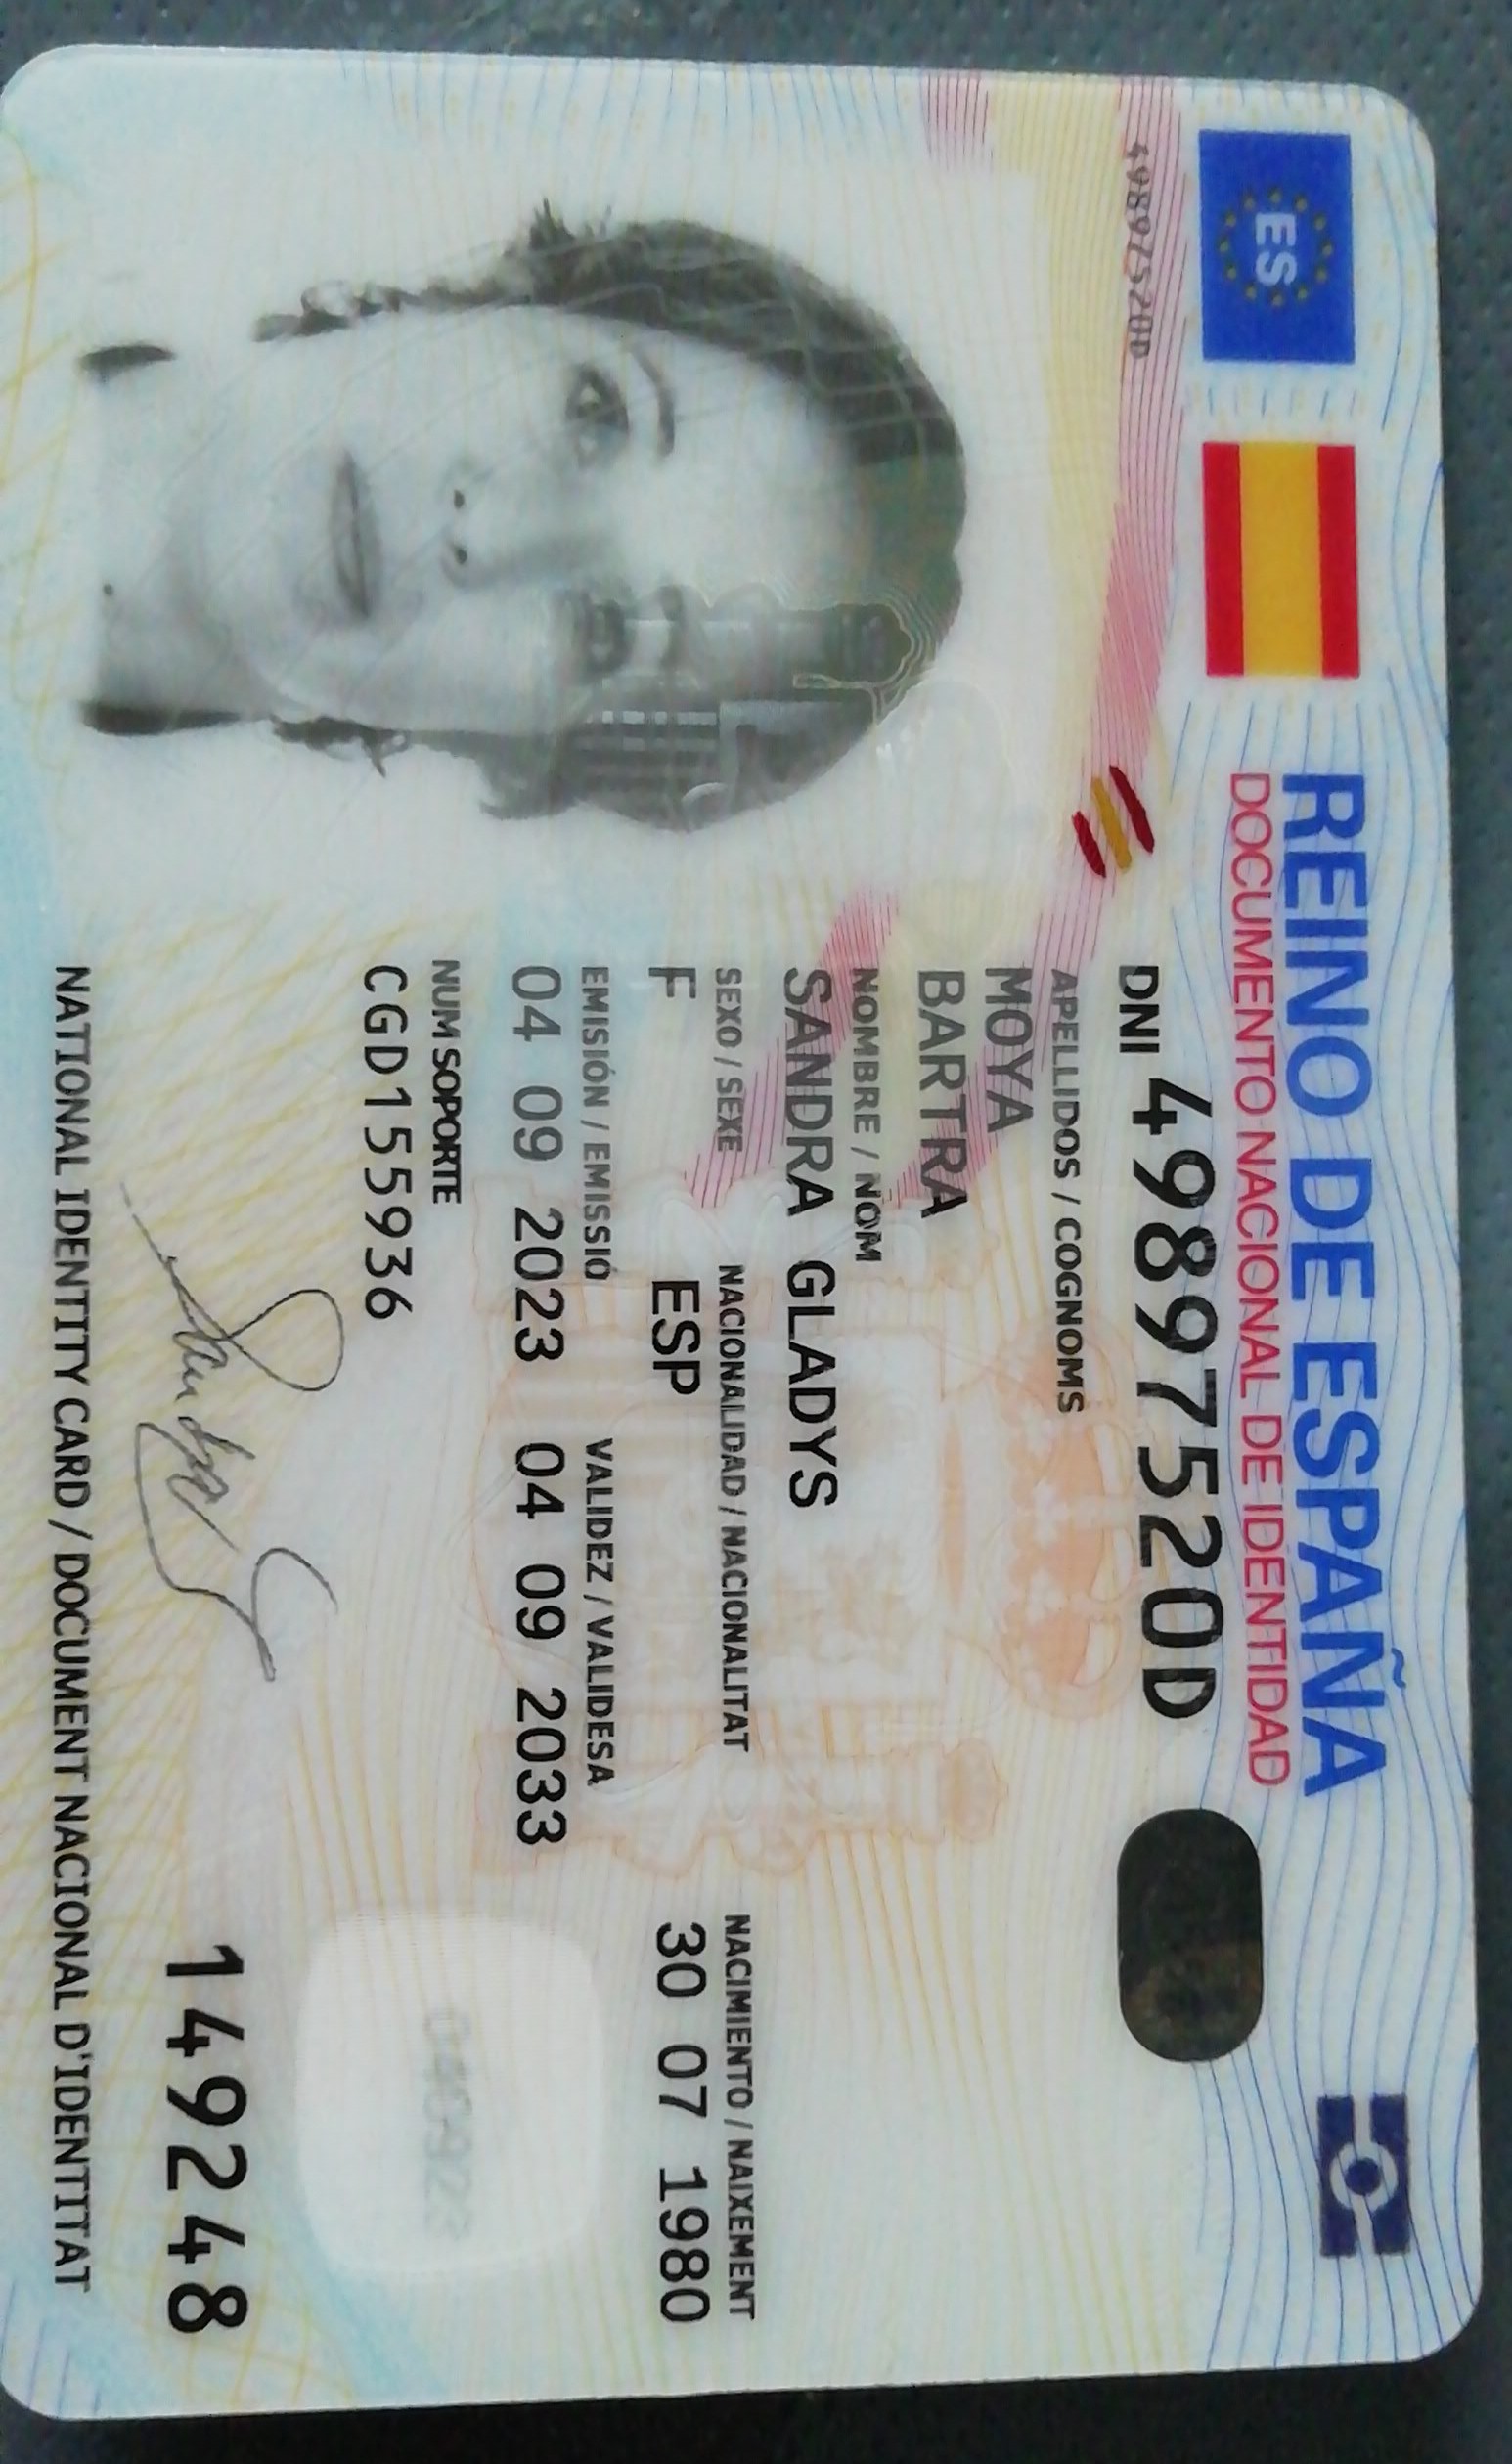 ES
REINO DE ESPAÑA
DOCUMENTO NACIONAL DE IDENTIDAD
49897520D
DNI 49897520D
APELLIDOS / COGNOMS
MOYA
BARTRA
NOMBRE / NOM
SANDRA GLADYS
SEXO / SEXE NACIONALIDAD / NACIONALITAT NACIMIENTO / NAIXEMENT
F ESP 30 07 1980
EMISIÓN / EMISSIÓ VALIDEZ / VALIDESA
04 09 2023 04 09 2033
NUM SOPORTE
CGD155936
149248
NATIONAL IDENTITY CARD / DOCUMENT NACIONAL D'IDENTITAT